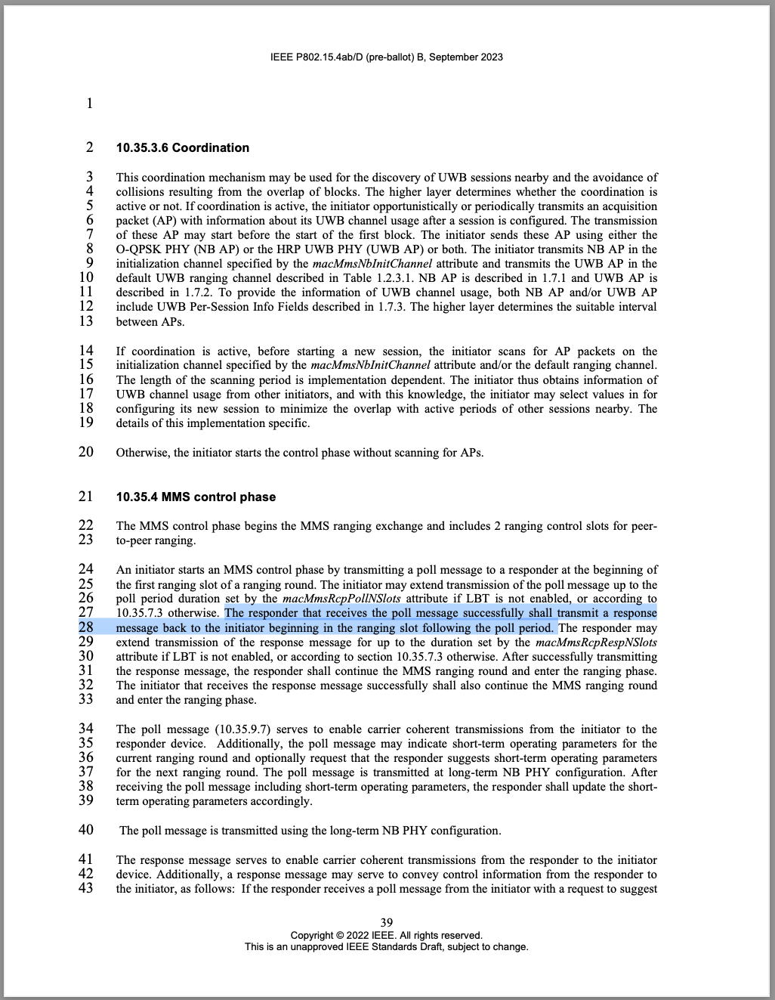 IEEE P802.15.4ab/D (pre-ballot) B, September 2023
1
2 10.35.3.6 Coordination
3 This coordination mechanism may be used for the discovery of UWB sessions nearby and the avoidance of
4 collisions resulting from the overlap of blocks. The higher layer determines whether the coordination is
5 active or not. If coordination is active, the initiator opportunistically or periodically transmits an acquisition
6 packet (AP) with information about its UWB channel usage after a session is configured. The transmission
7 of these AP may start before the start of the first block. The initiator sends these AP using either the
8 O-QPSK PHY (NB AP) or the HRP UWB PHY (UWB AP) or both. The initiator transmits NB AP in the
9 initialization channel specified by the macMmsNbInitChannel attribute and transmits the UWB AP in the
10 default UWB ranging channel described in Table 1.2.3.1. NB AP is described in 1.7.1 and UWB AP is
11 described in 1.7.2. To provide the information of UWB channel usage, both NB AP and/or UWB AP
12 include UWB Per-Session Info Fields described in 1.7.3. The higher layer determines the suitable interval
13 between APs.
14 If coordination is active, before starting a new session, the initiator scans for AP packets on the
15 initialization channel specified by the macMmsNbInitChannel attribute and/or the default ranging channel.
16 The length of the scanning period is implementation dependent. The initiator thus obtains information of
17 UWB channel usage from other initiators, and with this knowledge, the initiator may select values in for
18 configuring its new session to minimize the overlap with active periods of other sessions nearby. The
19 details of this implementation specific.
20 Otherwise, the initiator starts the control phase without scanning for APs.
21 10.35.4 MMS control phase
22 The MMS control phase begins the MMS ranging exchange and includes 2 ranging control slots for peer-
23 to-peer ranging.
24 An initiator starts an MMS control phase by transmitting a poll message to a responder at the beginning of
25 the first ranging slot of a ranging round. The initiator may extend transmission of the poll message up to the
26 poll period duration set by the macMmsRcpPollNSlots attribute if LBT is not enabled, or according to
27 10.35.7.3 otherwise. The responder that receives the poll message successfully shall transmit a response
28 message back to the initiator beginning in the ranging slot following the poll period. The responder may
29 extend transmission of the response message for up to the duration set by the macMmsRcpRespNSlots
30 attribute if LBT is not enabled, or according to section 10.35.7.3 otherwise. After successfully transmitting
31 the response message, the responder shall continue the MMS ranging round and enter the ranging phase.
32 The initiator that receives the response message successfully shall also continue the MMS ranging round
33 and enter the ranging phase.
34 The poll message (10.35.9.7) serves to enable carrier coherent transmissions from the initiator to the
35 responder device. Additionally, the poll message may indicate short-term operating parameters for the
36 current ranging round and optionally request that the responder suggests short-term operating parameters
37 for the next ranging round. The poll message is transmitted at long-term NB PHY configuration. After
38 receiving the poll message including short-term operating parameters, the responder shall update the short-
39 term operating parameters accordingly.
40 The poll message is transmitted using the long-term NB PHY configuration.
41 The response message serves to enable carrier coherent transmissions from the responder to the initiator
42 device. Additionally, a response message may serve to convey control information from the responder to
43 the initiator, as follows: If the responder receives a poll message from the initiator with a request to suggest
39
Copyright © 2022 IEEE. All rights reserved.
This is an unapproved IEEE Standards Draft, subject to change.